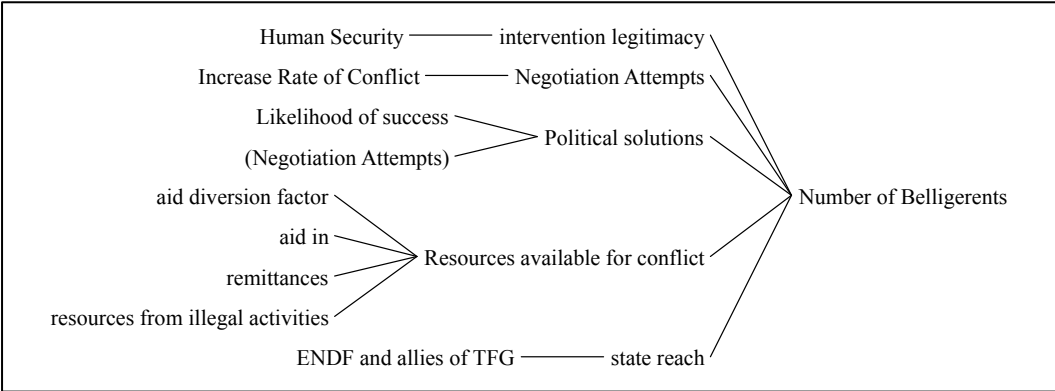 Human Security
intervention legitimacy
Increase Rate of Conflict
Negotiation Attempts
Likelihood of success
(Negotiation Attempts)
Political solutions
aid diversion factor
aid in
remittances
resources from illegal activities
Resources available for conflict
ENDF and allies of TFG
state reach
Number of Belligerents